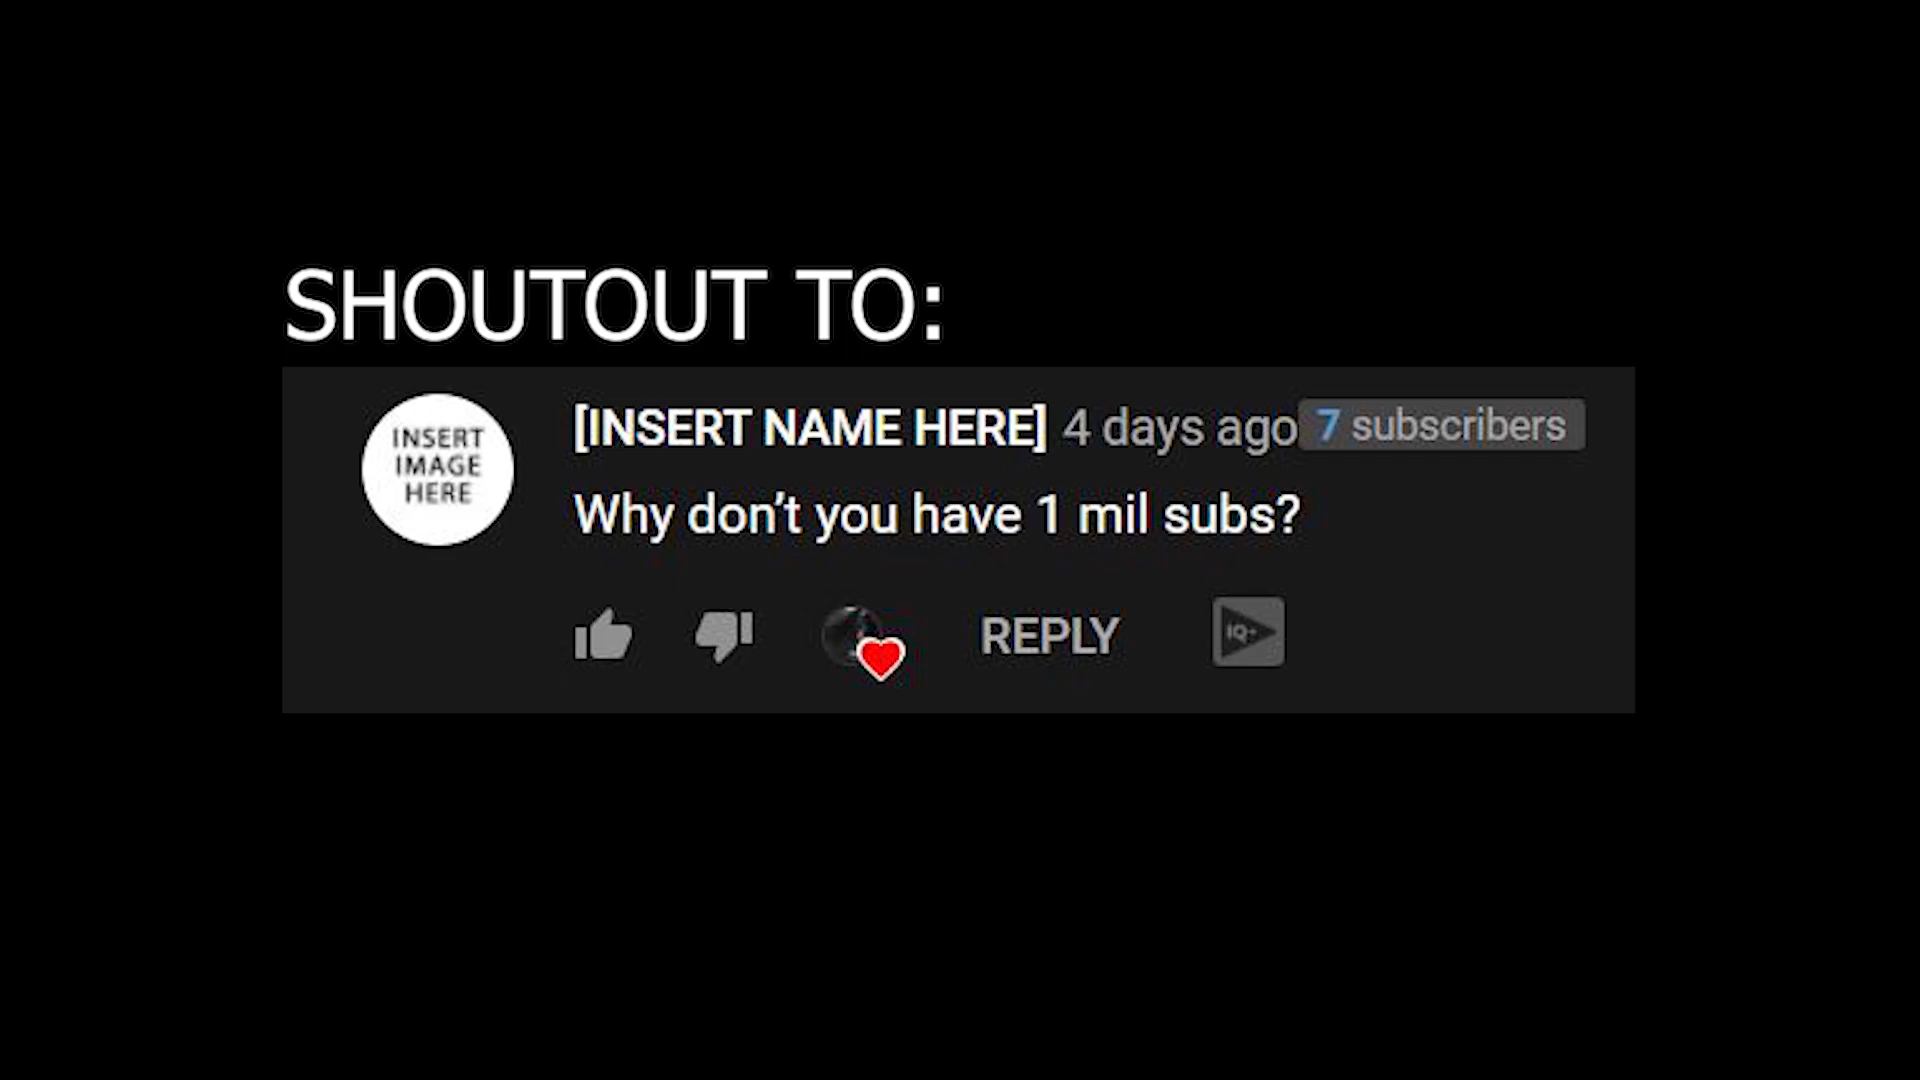 SHOUTOUT TO:
INSERT
IMAGE
HERE
[INSERT NAME HERE] 4 days ago 7 subscribers
Why don’t you have 1 mil subs?
REPLY
IQ+